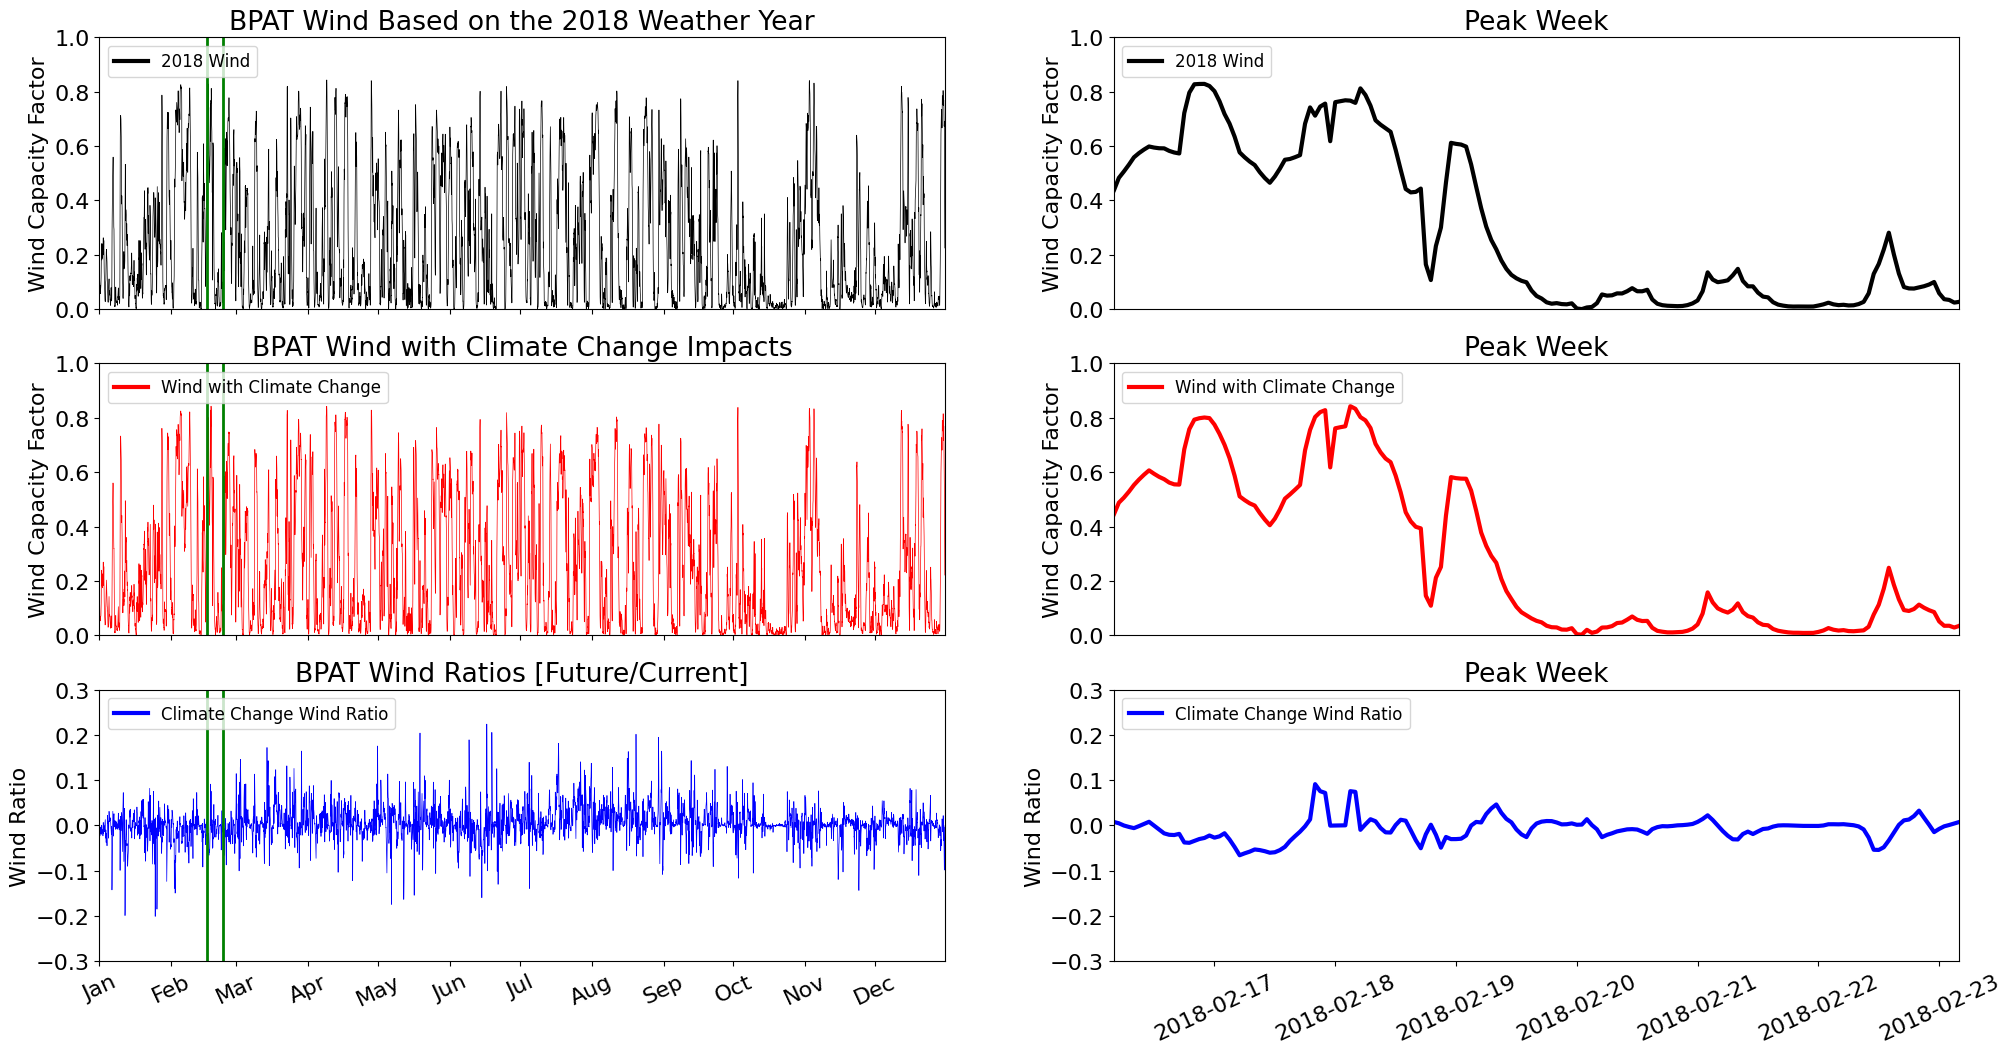 BPAT Wind Based on the 2018 Weather Year
Wind Capacity Factor
1.0
0.8
0.6
0.4
0.2
0.0
2018 Wind
Peak Week
Wind Capacity Factor
1.0
0.8
0.6
0.4
0.2
0.0
2018 Wind
BPAT Wind with Climate Change Impacts
Wind Capacity Factor
1.0
0.8
0.6
0.4
0.2
0.0
Wind with Climate Change
Peak Week
Wind Capacity Factor
1.0
0.8
0.6
0.4
0.2
0.0
Wind with Climate Change
BPAT Wind Ratios [Future/Current]
Wind Ratio
0.3
0.2
0.1
0.0
−0.1
−0.2
−0.3
Climate Change Wind Ratio
Jan
Feb
Mar
Apr
May
Jun
Jul
Aug
Sep
Oct
Nov
Dec
Peak Week
Wind Ratio
0.3
0.2
0.1
0.0
−0.1
−0.2
−0.3
Climate Change Wind Ratio
2018-02-17
2018-02-18
2018-02-19
2018-02-20
2018-02-21
2018-02-22
2018-02-23